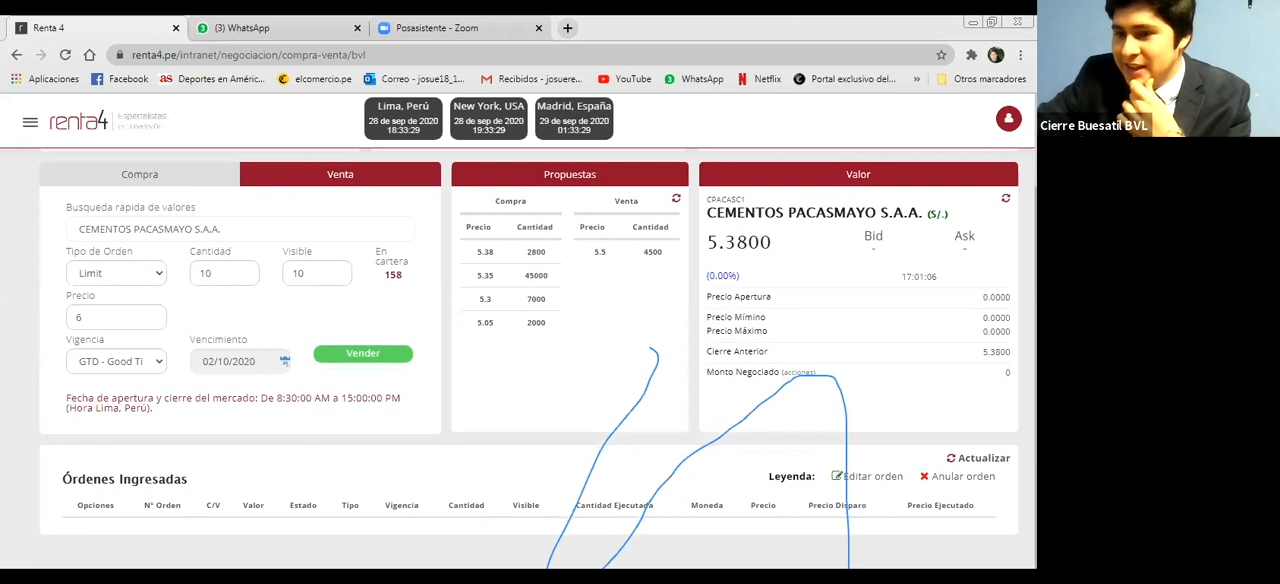 Renta 4
(3) WhatsApp
Posasistente - Zoom
renta4.pe/intranet/negociacion/compra-venta/bvl
Aplicaciones
Facebook
Deportes en Améric...
elcomercio.pe
Correo - josue18_1...
Recibidos - josuere...
YouTube
WhatsApp
Netflix
Portal exclusivo del...
»
Otros marcadores
renta4 Especialistas en inversión
Lima, Perú
28 de sep de 2020
18:33:29
New York, USA
28 de sep de 2020
19:33:29
Madrid, España
29 de sep de 2020
01:33:29
Cierre Buesatil BVL
Compra
Venta
Busqueda rapida de valores
CEMENTOS PACASMAYO S.A.A.
Tipo de Orden
Cantidad
Visible
En cartera
Limit
10
10
158
Precio
6
Vigencia
Vencimiento
GTD - Good Ti
02/10/2020
Vender
Fecha de apertura y cierre del mercado: De 8:30:00 AM a 15:00:00 PM
(Hora Lima, Perú).
Propuestas
Compra
Venta
Precio Cantidad Precio Cantidad
5.38 2800 5.5 4500
5.35 45000
5.3 7000
5.05 2000
Valor
CPACASC1
CEMENTOS PACASMAYO S.A.A. (S/.)
5.3800
Bid
-
Ask
-
(0.00%)
17:01:06
Precio Apertura 0.0000
Precio Mímino 0.0000
Precio Máximo 0.0000
Cierre Anterior 5.3800
Monto Negociado (acciones) 0
Actualizar
Órdenes Ingresadas
Leyenda: Editar orden Anular orden
Opciones N° Orden C/V Valor Estado Tipo Vigencia Cantidad Visible Cantidad Ejecutada Moneda Precio Precio Disparo Precio Ejecutado